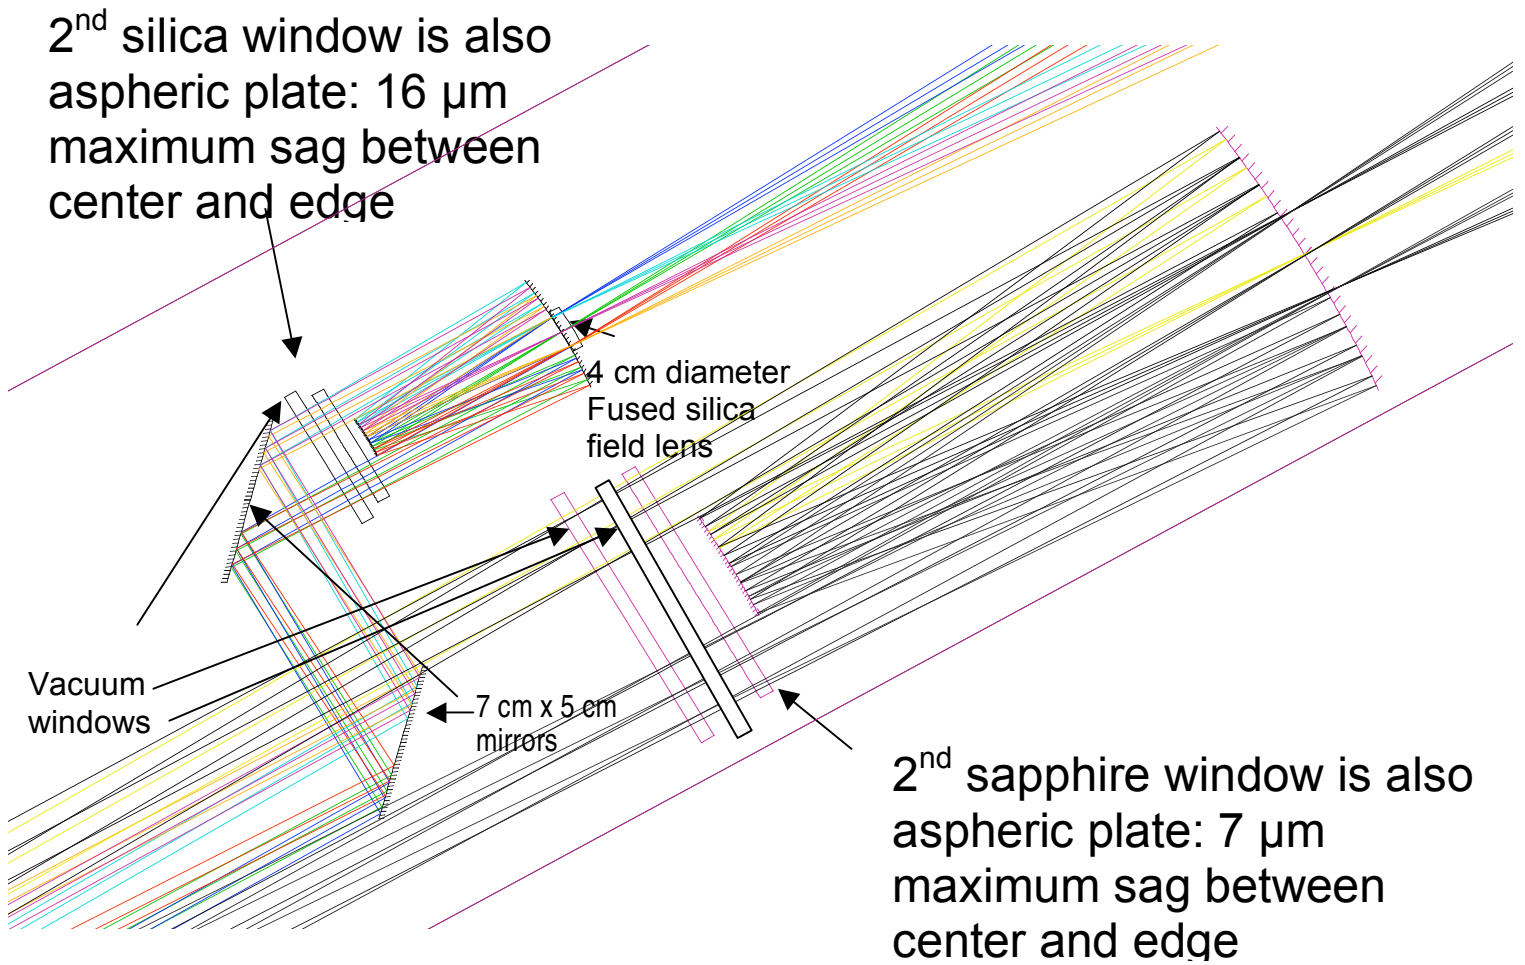 2nd silica window is also
aspheric plate: 16 µm
maximum sag between
center and edge
4 cm diameter
Fused silica
field lens
Vacuum
windows
7 cm x 5 cm
mirrors
2nd sapphire window is also
aspheric plate: 7 µm
maximum sag between
center and edge